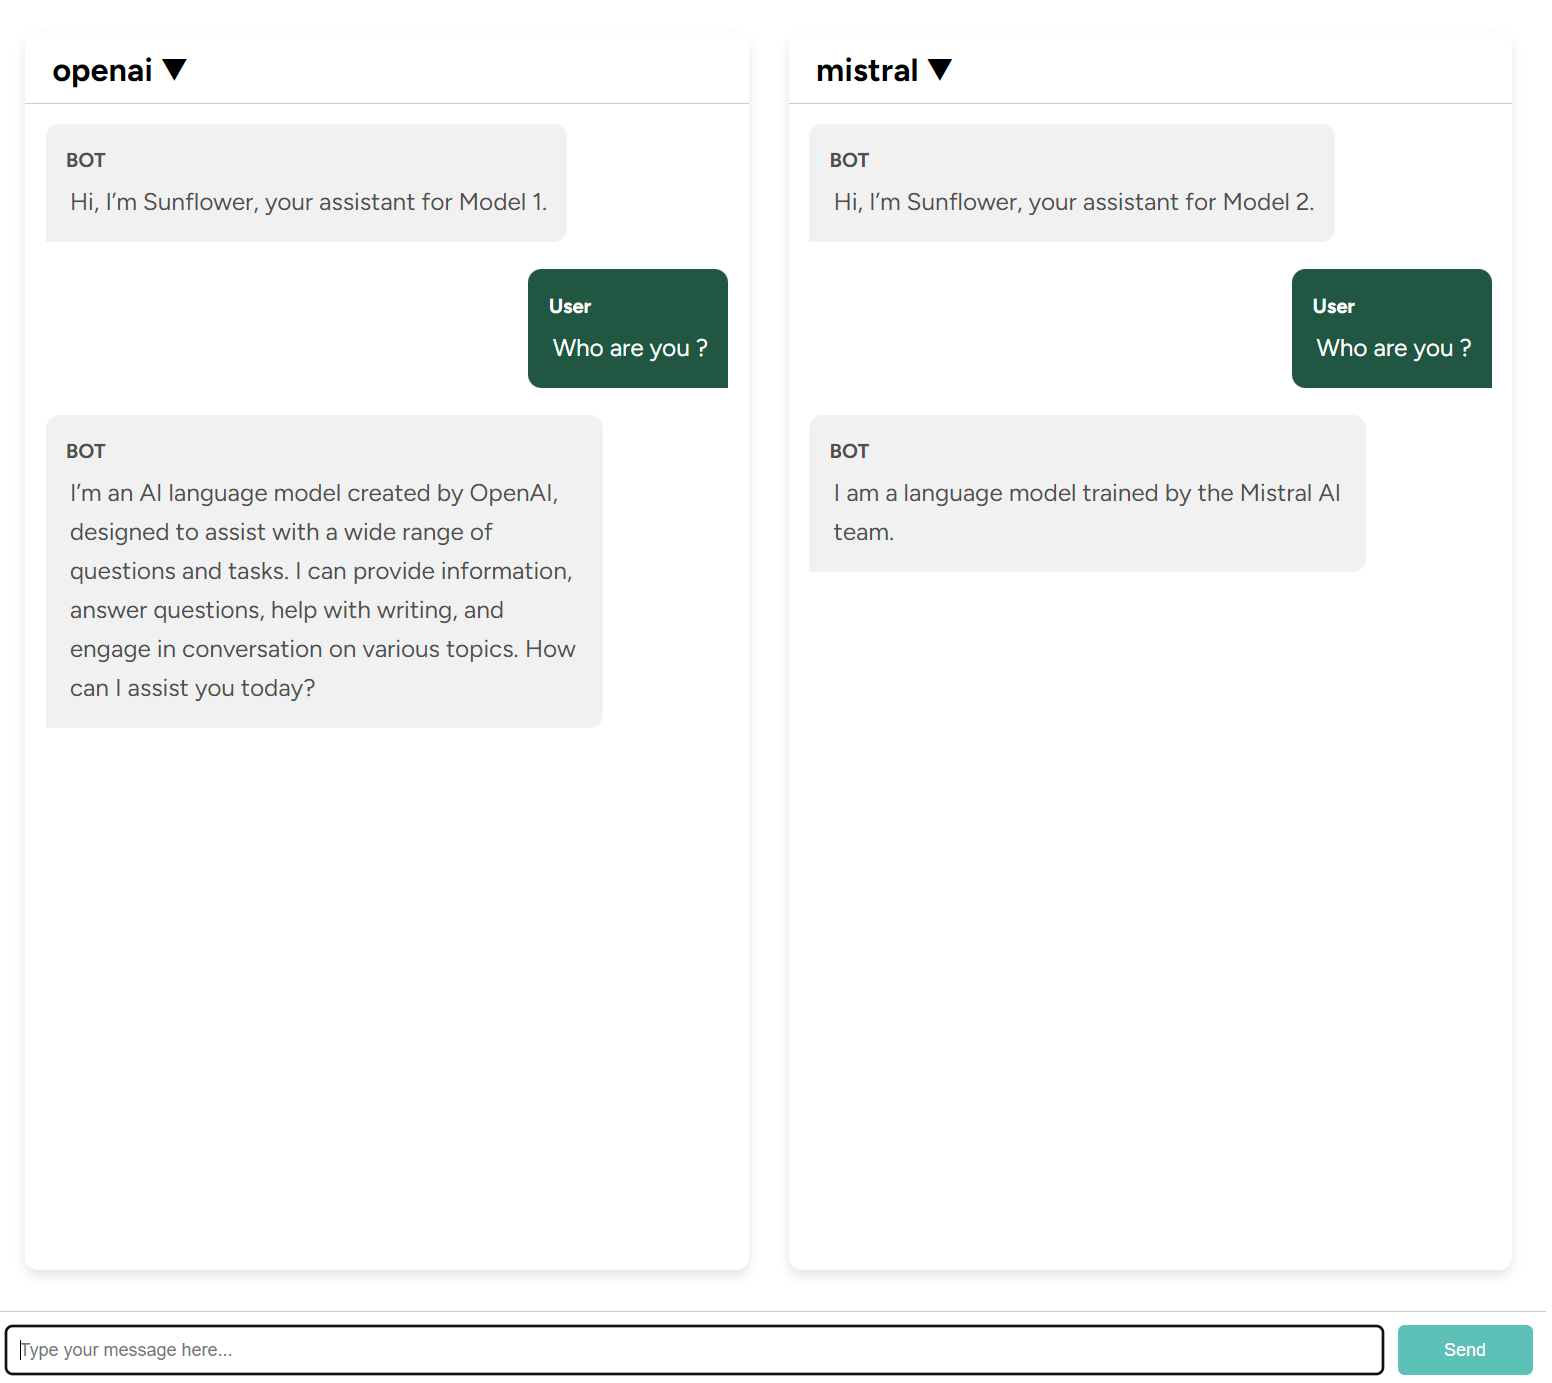 openai ▼
BOT
Hi, I’m Sunflower, your assistant for Model 1.
User
Who are you ?
BOT
I’m an AI language model created by OpenAI,
designed to assist with a wide range of
questions and tasks. I can provide information,
answer questions, help with writing, and
engage in conversation on various topics. How
can I assist you today?
mistral ▼
BOT
Hi, I’m Sunflower, your assistant for Model 2.
User
Who are you ?
BOT
I am a language model trained by the Mistral AI
team.
Type your message here...
Send